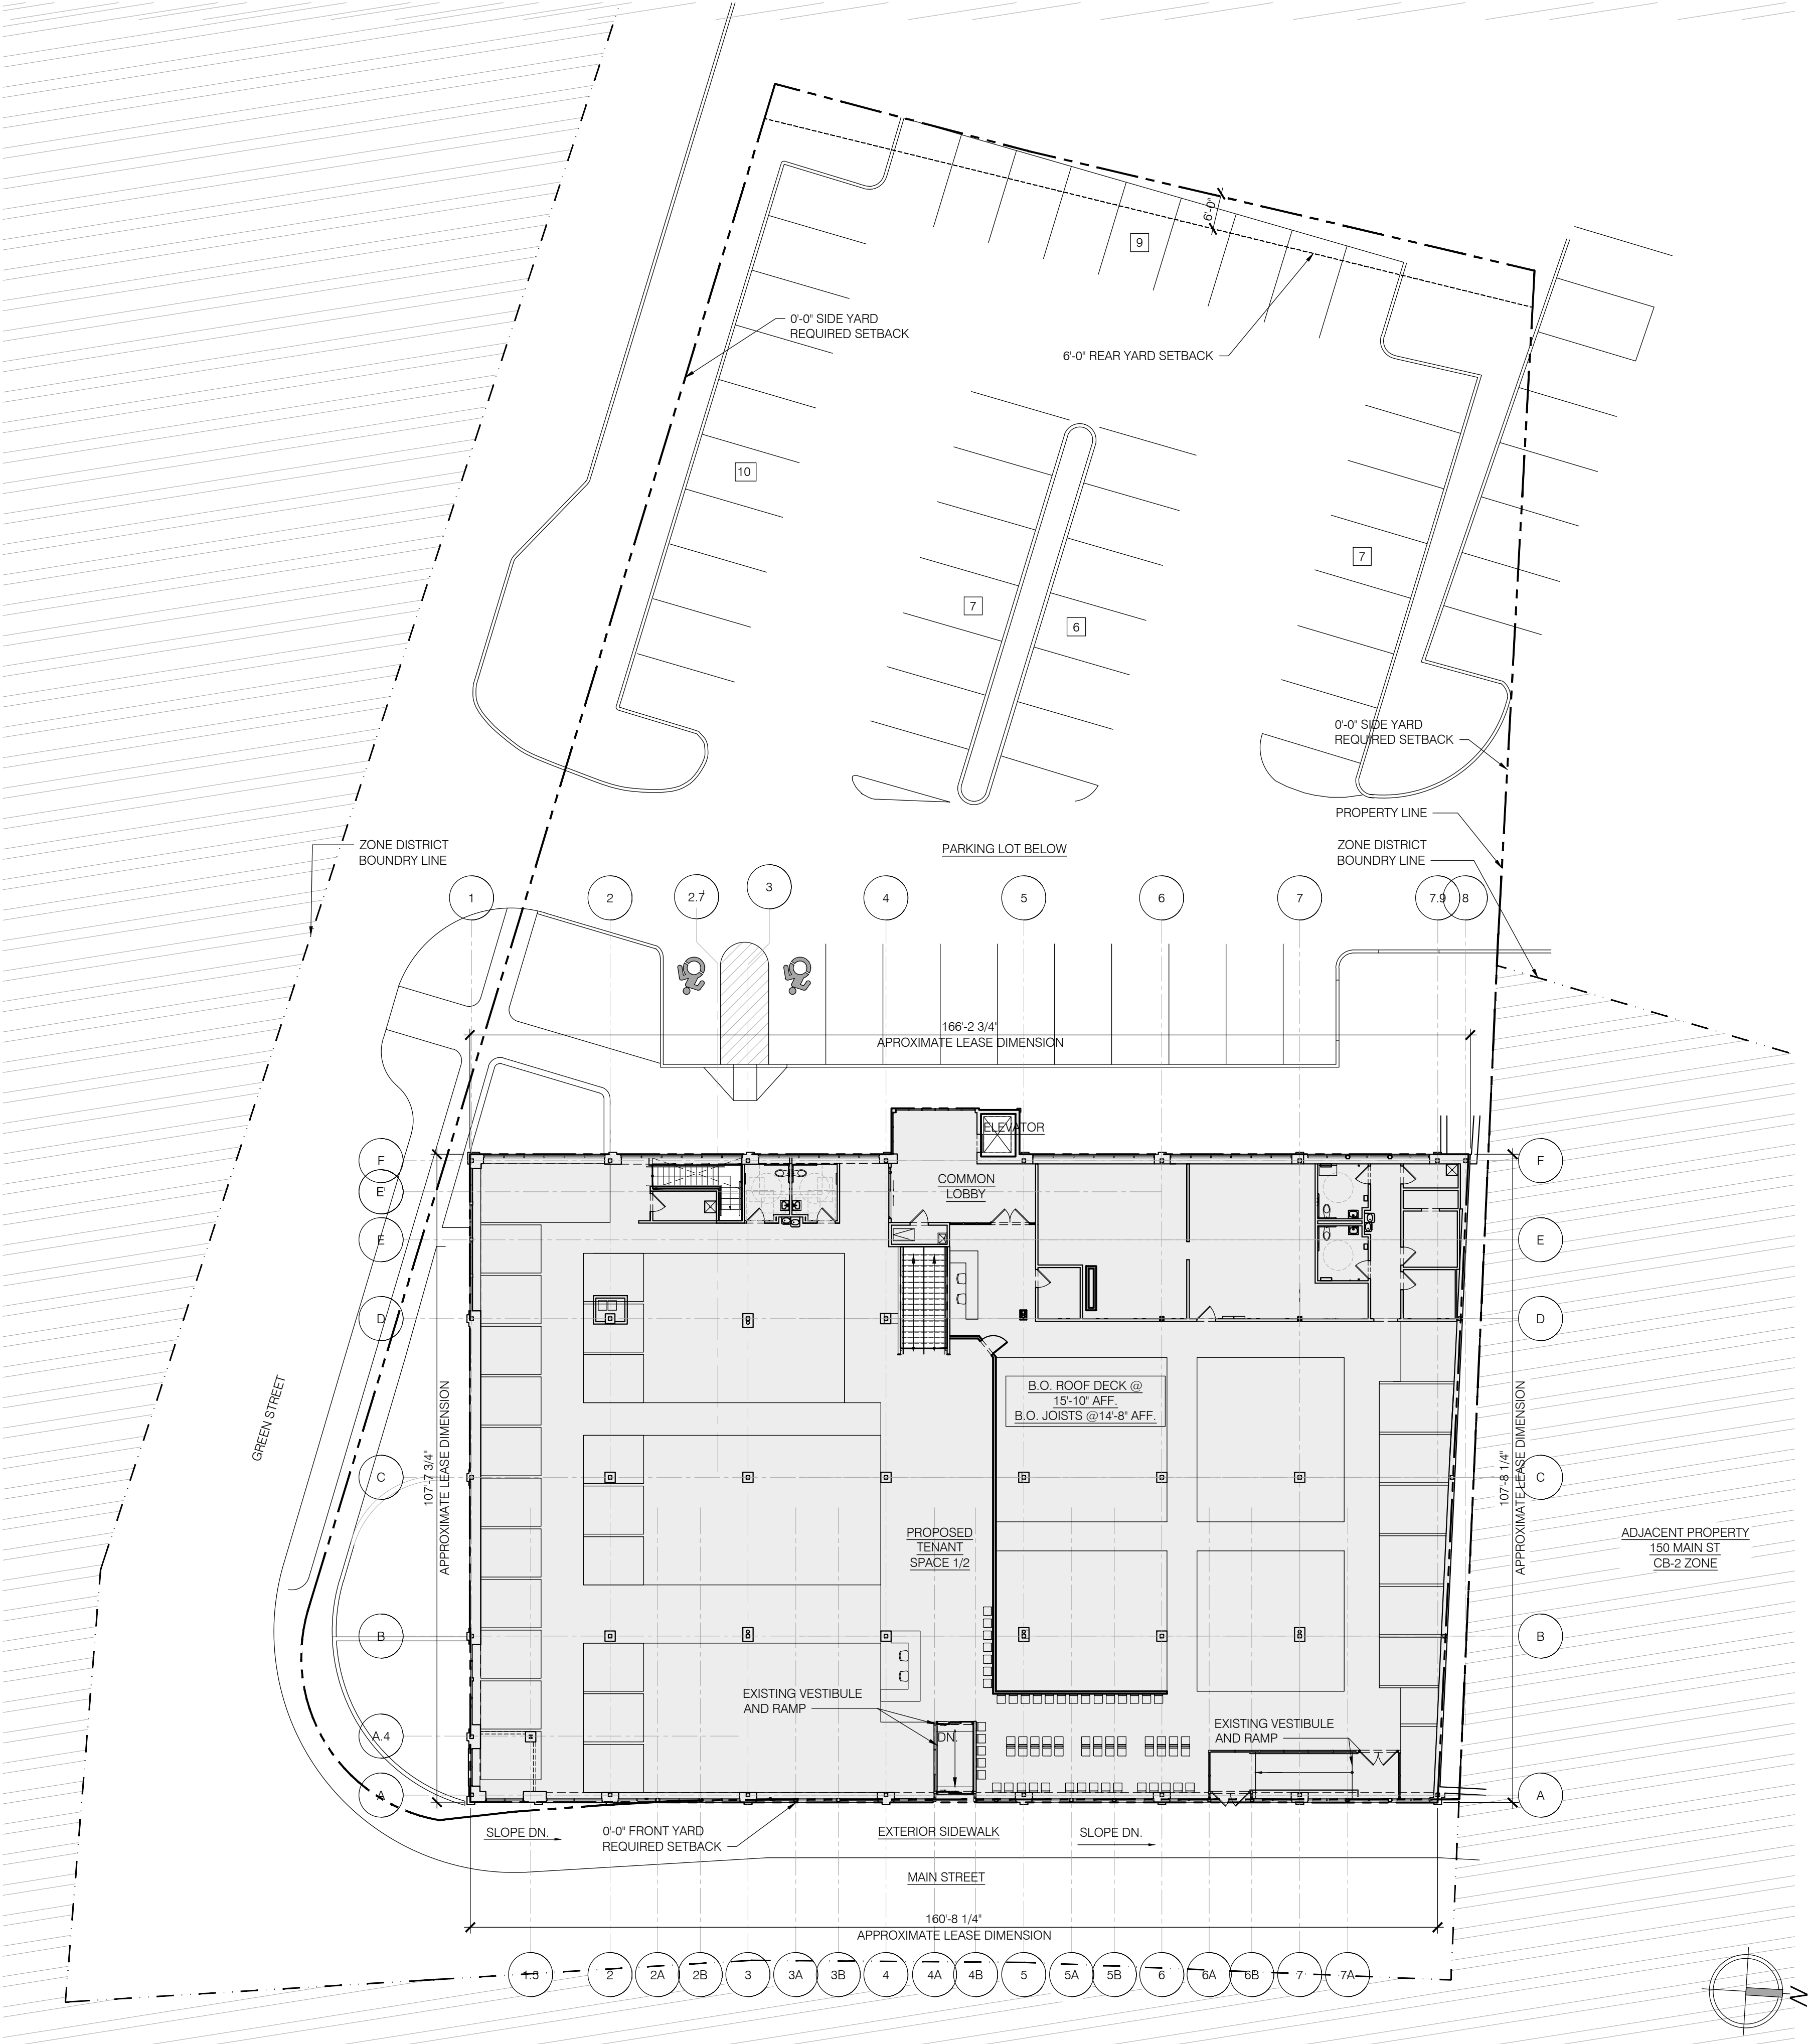 6'-0"
9
0'-0" SIDE YARD
REQUIRED SETBACK
6'-0" REAR YARD SETBACK
10
7
7
6
0'-0" SIDE YARD
REQUIRED SETBACK
PROPERTY LINE
ZONE DISTRICT
BOUNDRY LINE
ZONE DISTRICT
BOUNDRY LINE
PARKING LOT BELOW
1
2
2.7
3
4
5
6
7
7.9
8
166'-2 3/4"
APROXIMATE LEASE DIMENSION
ELEVATOR
F
F
COMMON
LOBBY
E'
E
E
D
D
B.O. ROOF DECK @
15'-10" AFF.
B.O. JOISTS @14'-8" AFF.
GREEN STREET
107'-7 3/4"
APPROXIMATE LEASE DIMENSION
107'-8 1/4"
APPROXIMATE LEASE DIMENSION
C
C
PROPOSED
TENANT
SPACE 1/2
ADJACENT PROPERTY
150 MAIN ST
CB-2 ZONE
B
B
EXISTING VESTIBULE
AND RAMP
EXISTING VESTIBULE
AND RAMP
DN.
A.4
A
A
SLOPE DN.
0'-0" FRONT YARD
REQUIRED SETBACK
EXTERIOR SIDEWALK
SLOPE DN.
MAIN STREET
160'-8 1/4"
APPROXIMATE LEASE DIMENSION
1.5
2
2A
2B
3
3A
3B
4
4A
4B
5
5A
5B
6
6A
6B
7
7A
N